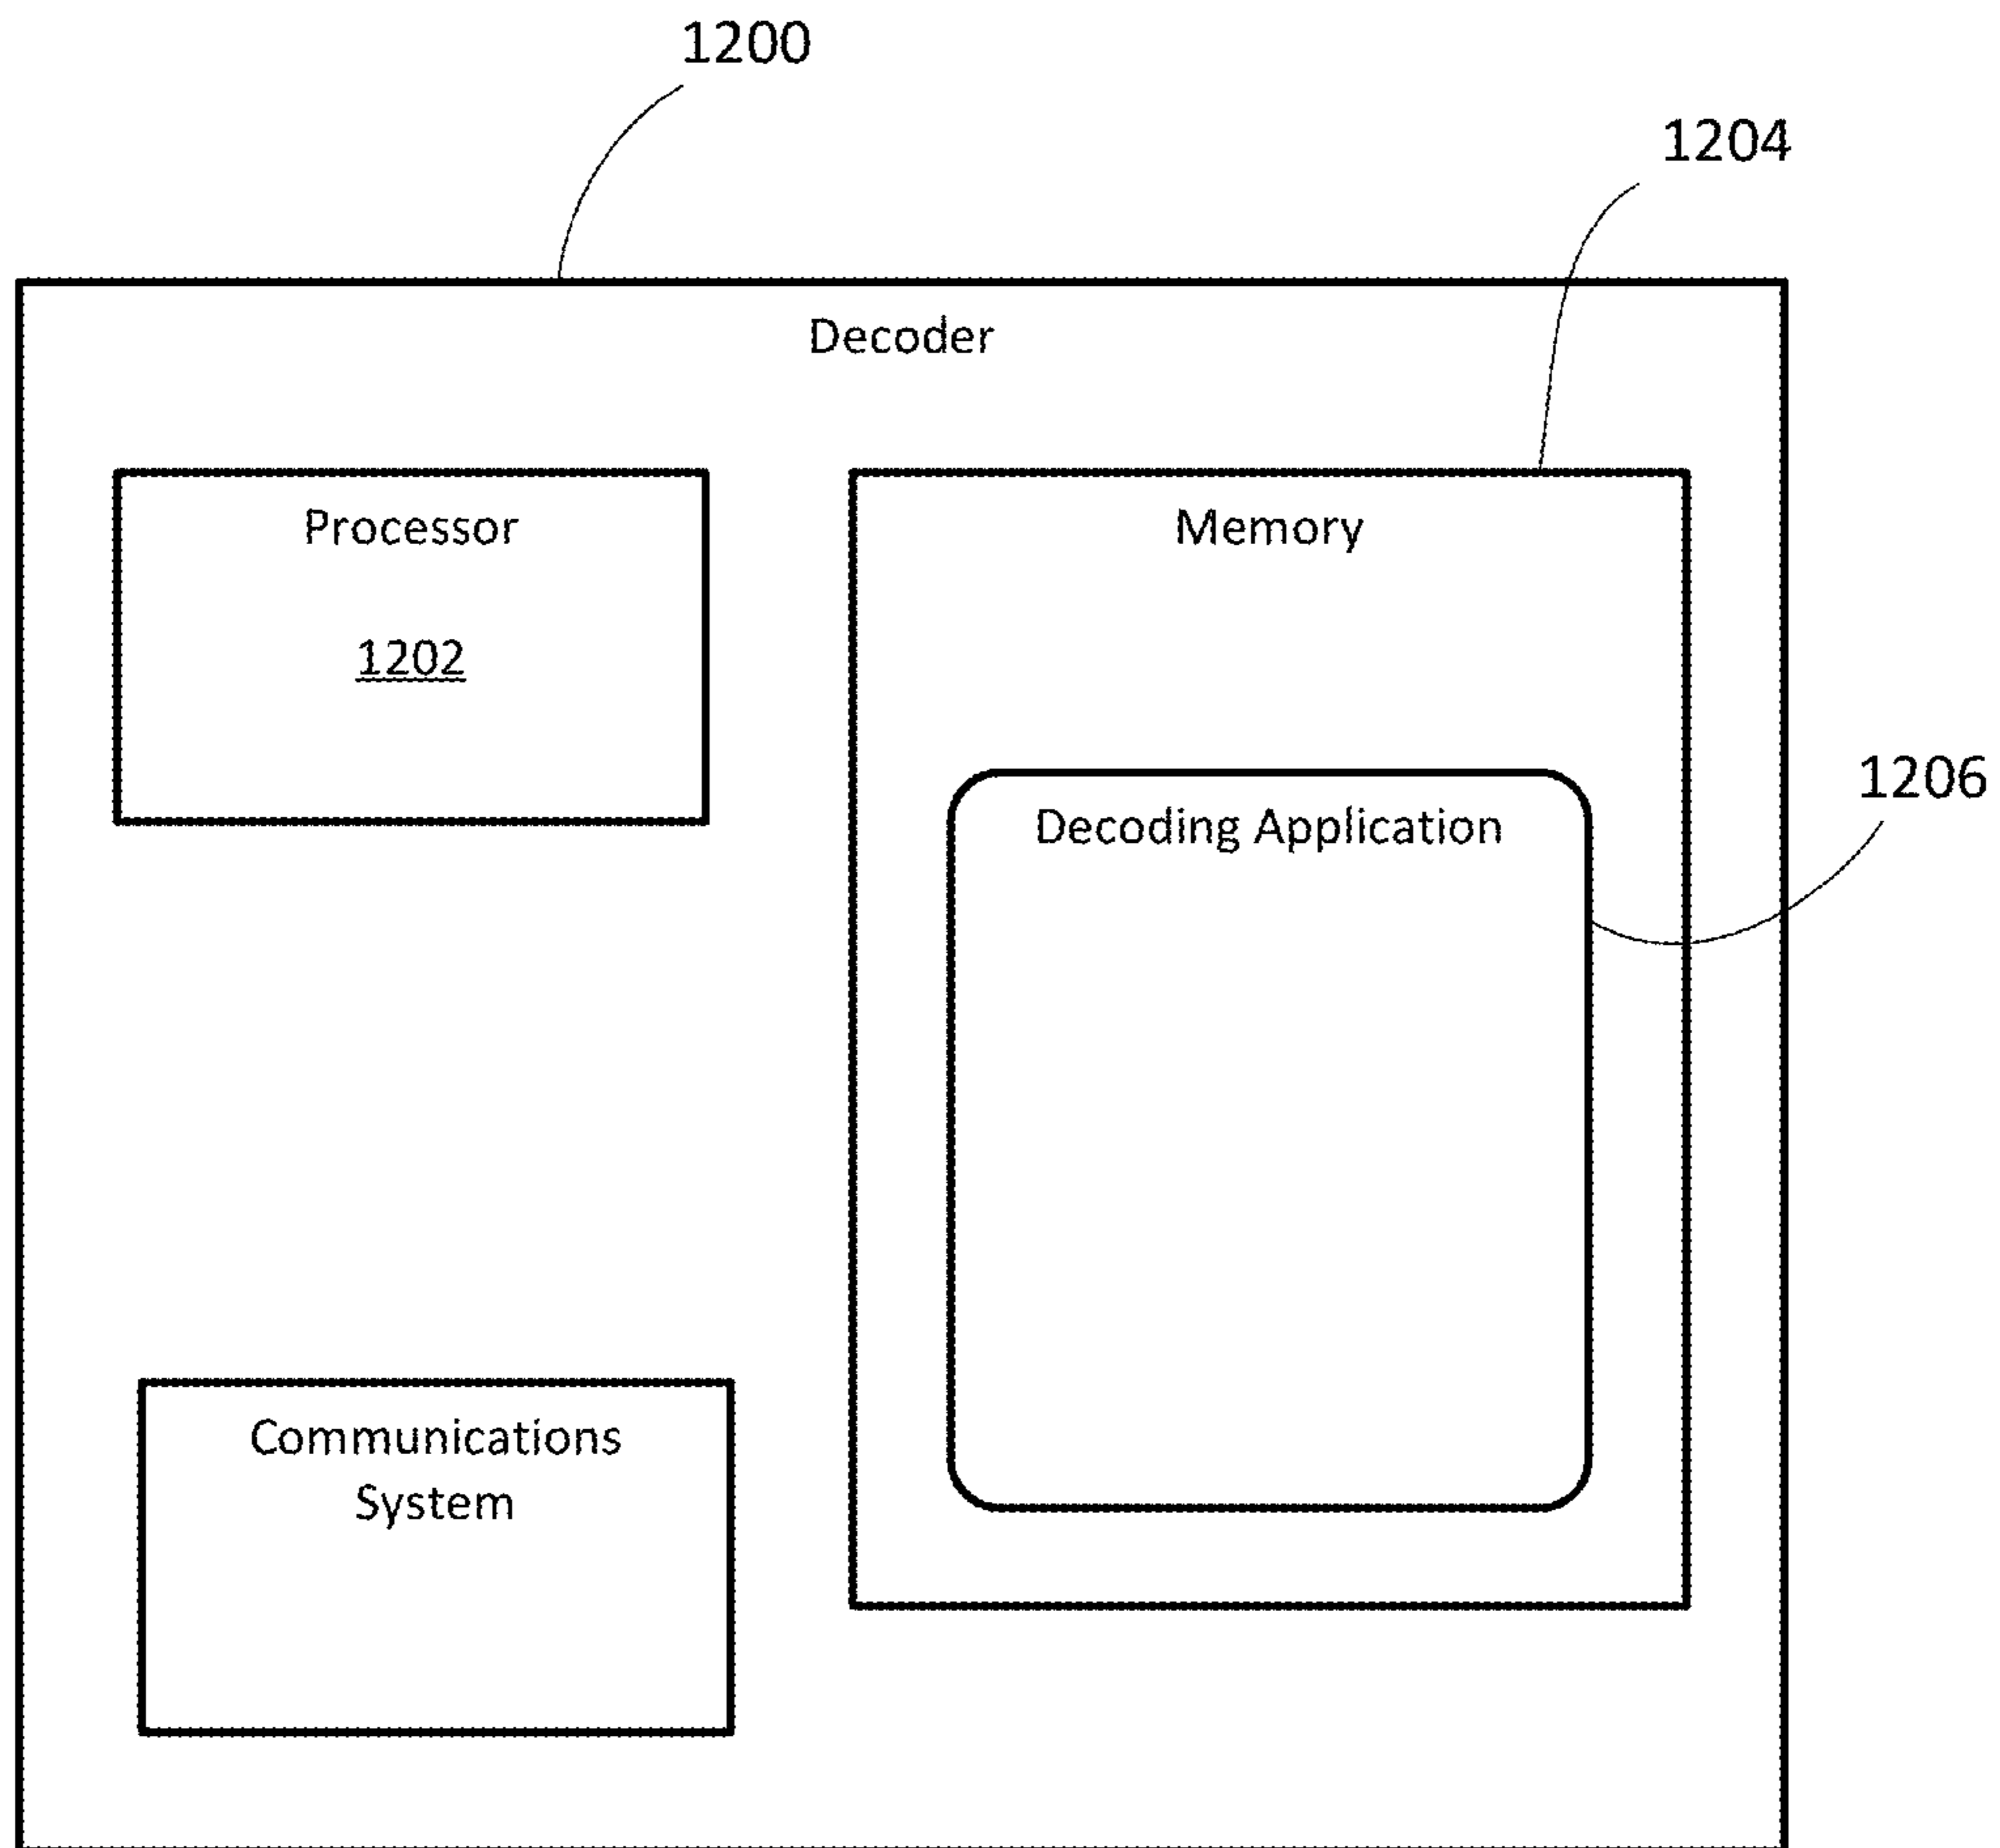 1200
1204
Decoder
Processor
1202
Memory
Decoding Application
1206
Communications
System